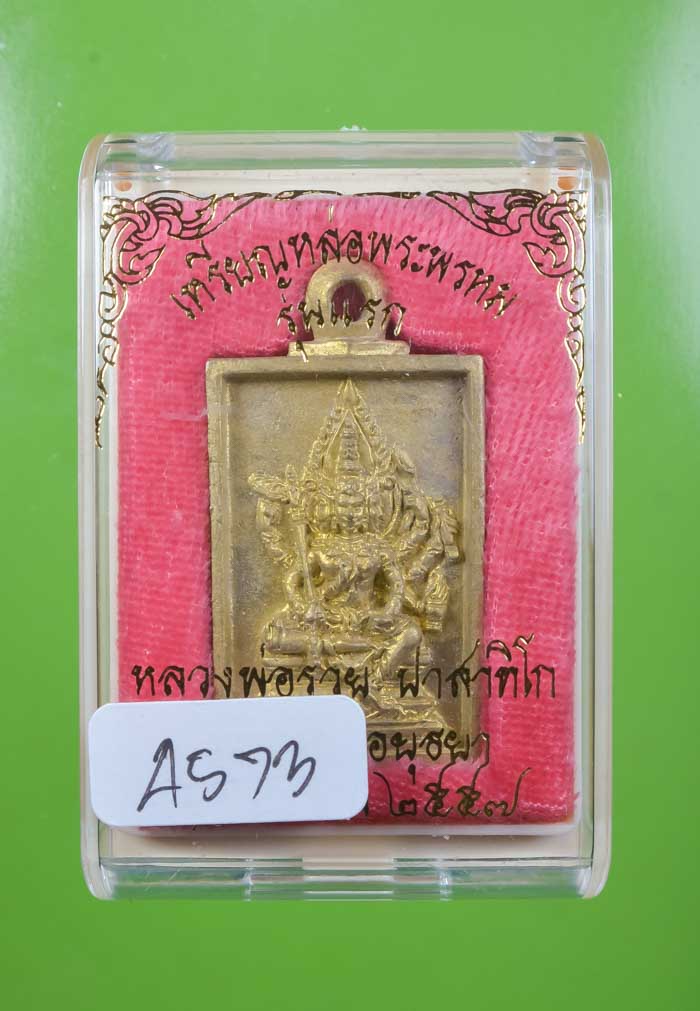 เหรียญหล่อพระพรหม
รุ่นแรก
หลวงพ่อรวย ปาสาทิโก
อยุธยา
๒๕๕๗
A573